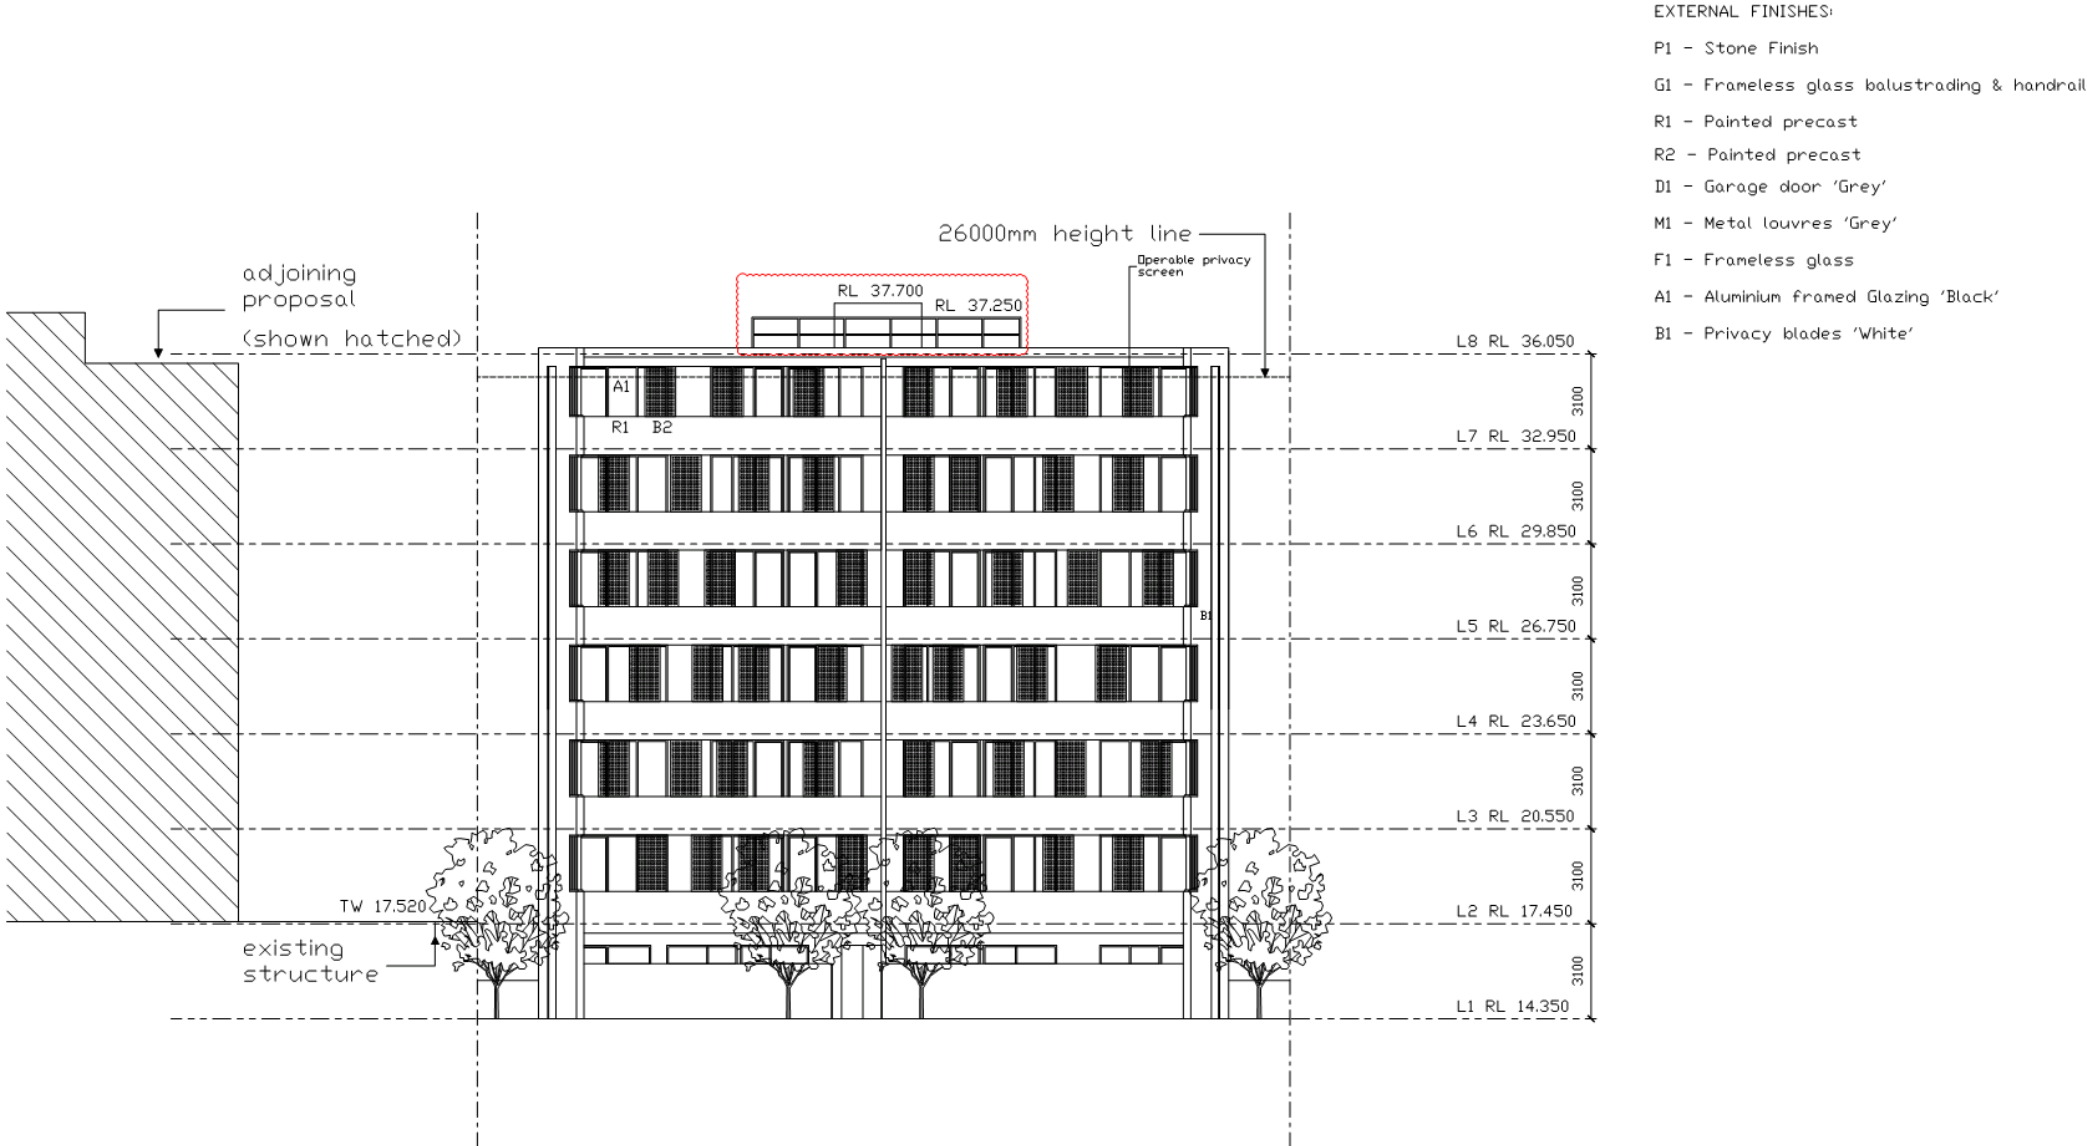 EXTERNAL FINISHES:
P1 - Stone Finish
G1 - Frameless glass balustrading & handrail
R1 - Painted precast
R2 - Painted precast
D1 - Garage door 'Grey'
M1 - Metal louvres 'Grey'
F1 - Frameless glass
A1 - Aluminium framed Glazing 'Black'
B1 - Privacy blades 'White'
26000mm height line
Operable privacy
screen
adjoining
proposal
(shown hatched)
RL 37.700
RL 37.250
L8 RL 36.050
A1
3100
R1 B2
L7 RL 32.950
3100
L6 RL 29.850
3100
B1
L5 RL 26.750
3100
L4 RL 23.650
3100
L3 RL 20.550
3100
TW 17.520
L2 RL 17.450
existing
structure
3100
L1 RL 14.350